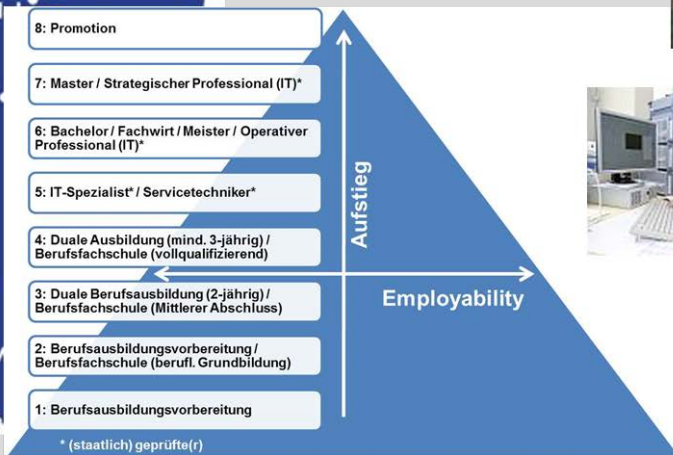 8: Promotion
7: Master / Strategischer Professional (IT)*
6: Bachelor / Fachwirt / Meister / Operativer
Professional (IT)*
5: IT-Spezialist* / Servicetechniker*
4: Duale Ausbildung (mind. 3-jährig) /
Berufsfachschule (vollqualifizierend)
3: Duale Berufsausbildung (2-jährig) /
Berufsfachschule (Mittlerer Abschluss)
2: Berufsausbildungsvorbereitung /
Berufsfachschule (berufl. Grundbildung)
1: Berufsausbildungsvorbereitung
* (staatlich) geprüfte(r)
Aufstieg
Employability